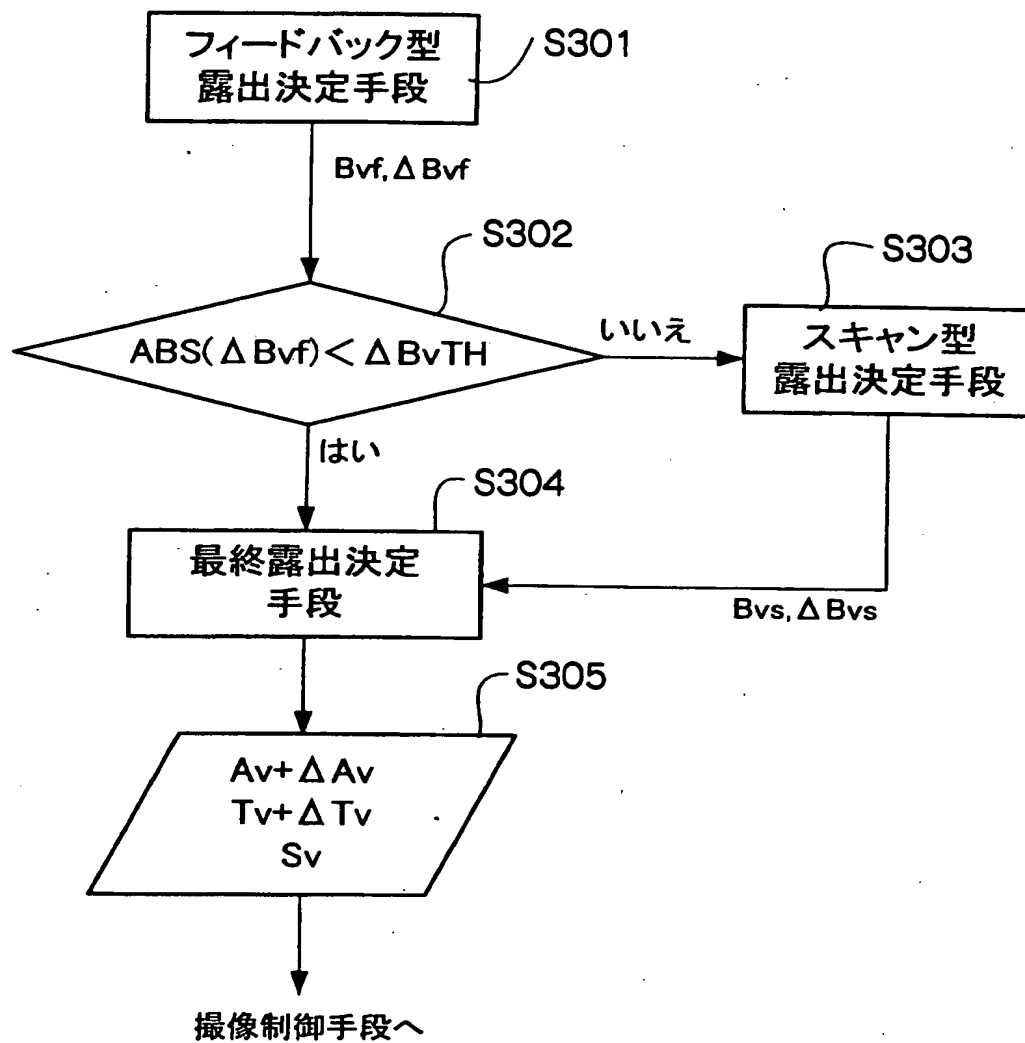 フィードバック型
露出決定手段
S301
Bvf,ΔBvf
S302
ABS(ΔBvf)<ΔBvTH
いいえ
S303
スキャン型
露出決定手段
はい
S304
最終露出決定
手段
Bvs,ΔBvs
S305
Av+ΔAv
Tv+ΔTv
Sv
撮像制御手段へ